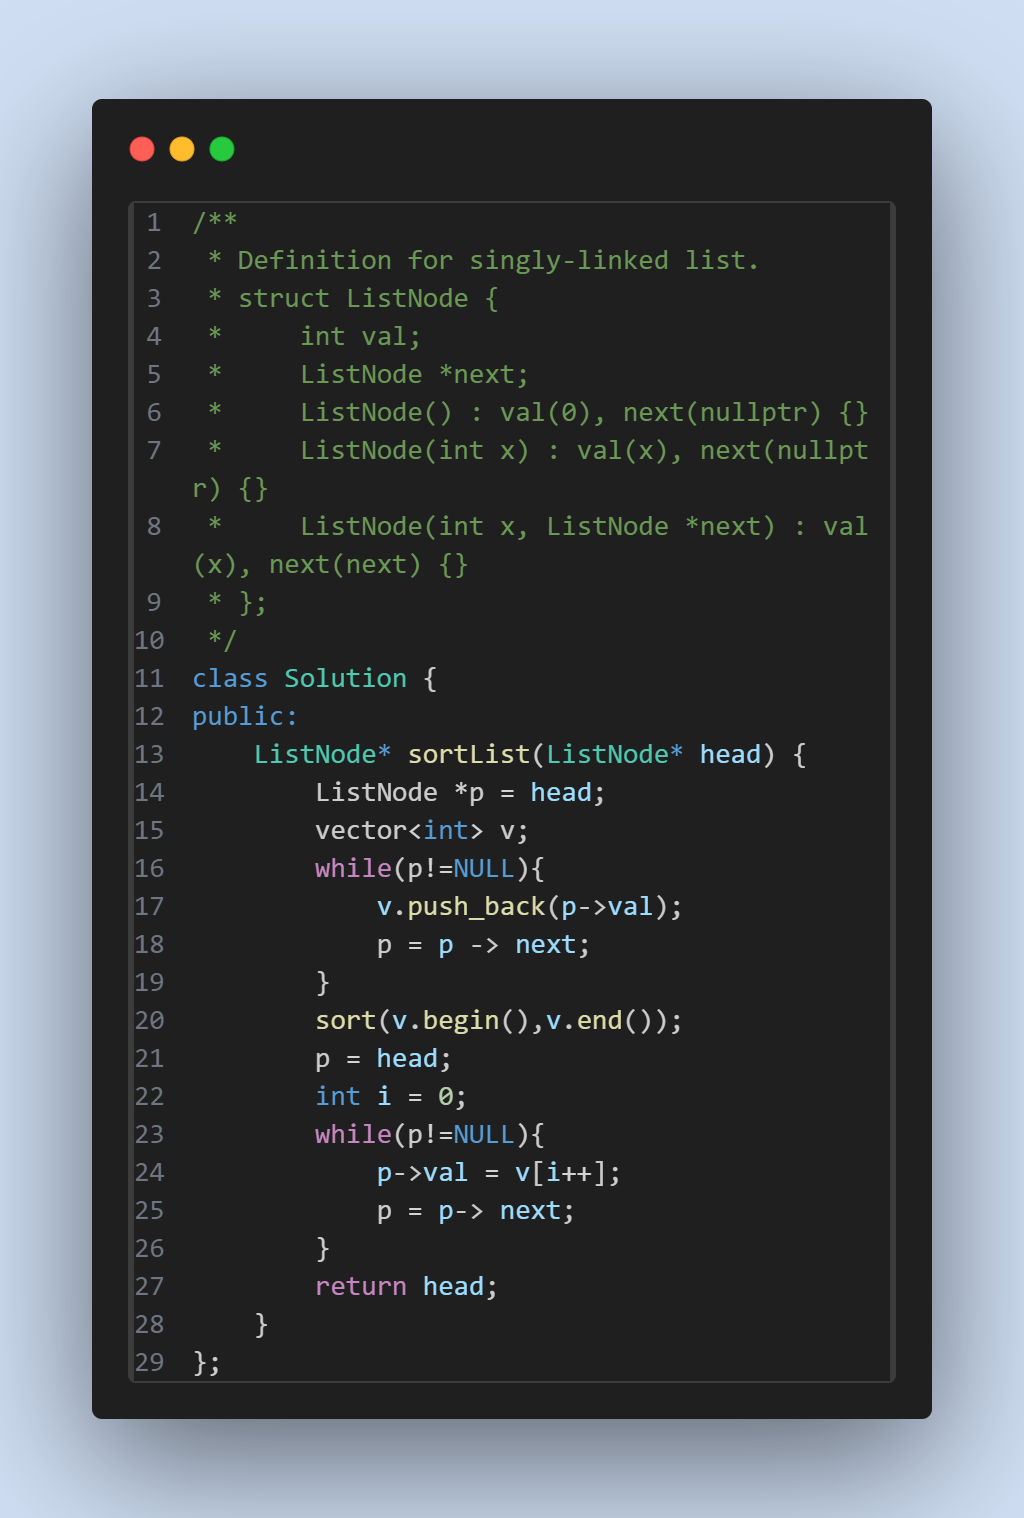 1 /**
2  * Definition for singly-linked list.
3  * struct ListNode {
4  *     int val;
5  *     ListNode *next;
6  *     ListNode() : val(0), next(nullptr) {}
7  *     ListNode(int x) : val(x), next(nullpt
r) {}
8  *     ListNode(int x, ListNode *next) : val
(x), next(next) {}
9  * };
10  */
11 class Solution {
12 public:
13     ListNode* sortList(ListNode* head) {
14         ListNode *p = head;
15         vector<int> v;
16         while(p!=NULL){
17             v.push_back(p->val);
18             p = p -> next;
19         }
20         sort(v.begin(),v.end());
21         p = head;
22         int i = 0;
23         while(p!=NULL){
24             p->val = v[i++];
25             p = p-> next;
26         }
27         return head;
28     }
29 };